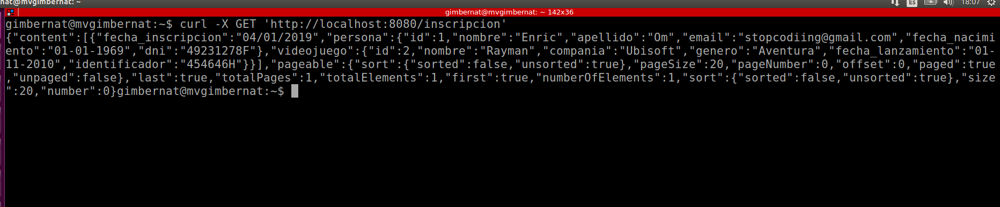 nat@mvgimbernat: ~
Es
18:07
gimbernat@mvgimbernat: ~ 142x36
gimbernat@mvgimbernat:~$ curl -X GET 'http://localhost:8080/inscripcion'
{"content":[{"fecha_inscripcion":"04/01/2019","persona":{"id":1,"nombre":"Enric","apellido":"Om","email":"stopcodiing@gmail.com","fecha_nacimi
ento":"01-01-1969","dni":"49231278F"},"videojuego":{"id":2,"nombre":"Rayman","compania":"Ubisoft","genero":"Aventura","fecha_lanzamiento":"01-
11-2010","identificador":"454646H"}}],"pageable":{"sort":{"sorted":false,"unsorted":true},"pageSize":20,"pageNumber":0,"offset":0,"paged":true
,"unpaged":false},"last":true,"totalPages":1,"totalElements":1,"first":true,"numberOfElements":1,"sort":{"sorted":false,"unsorted":true},"size
":20,"number":0}gimbernat@mvgimbernat:~$